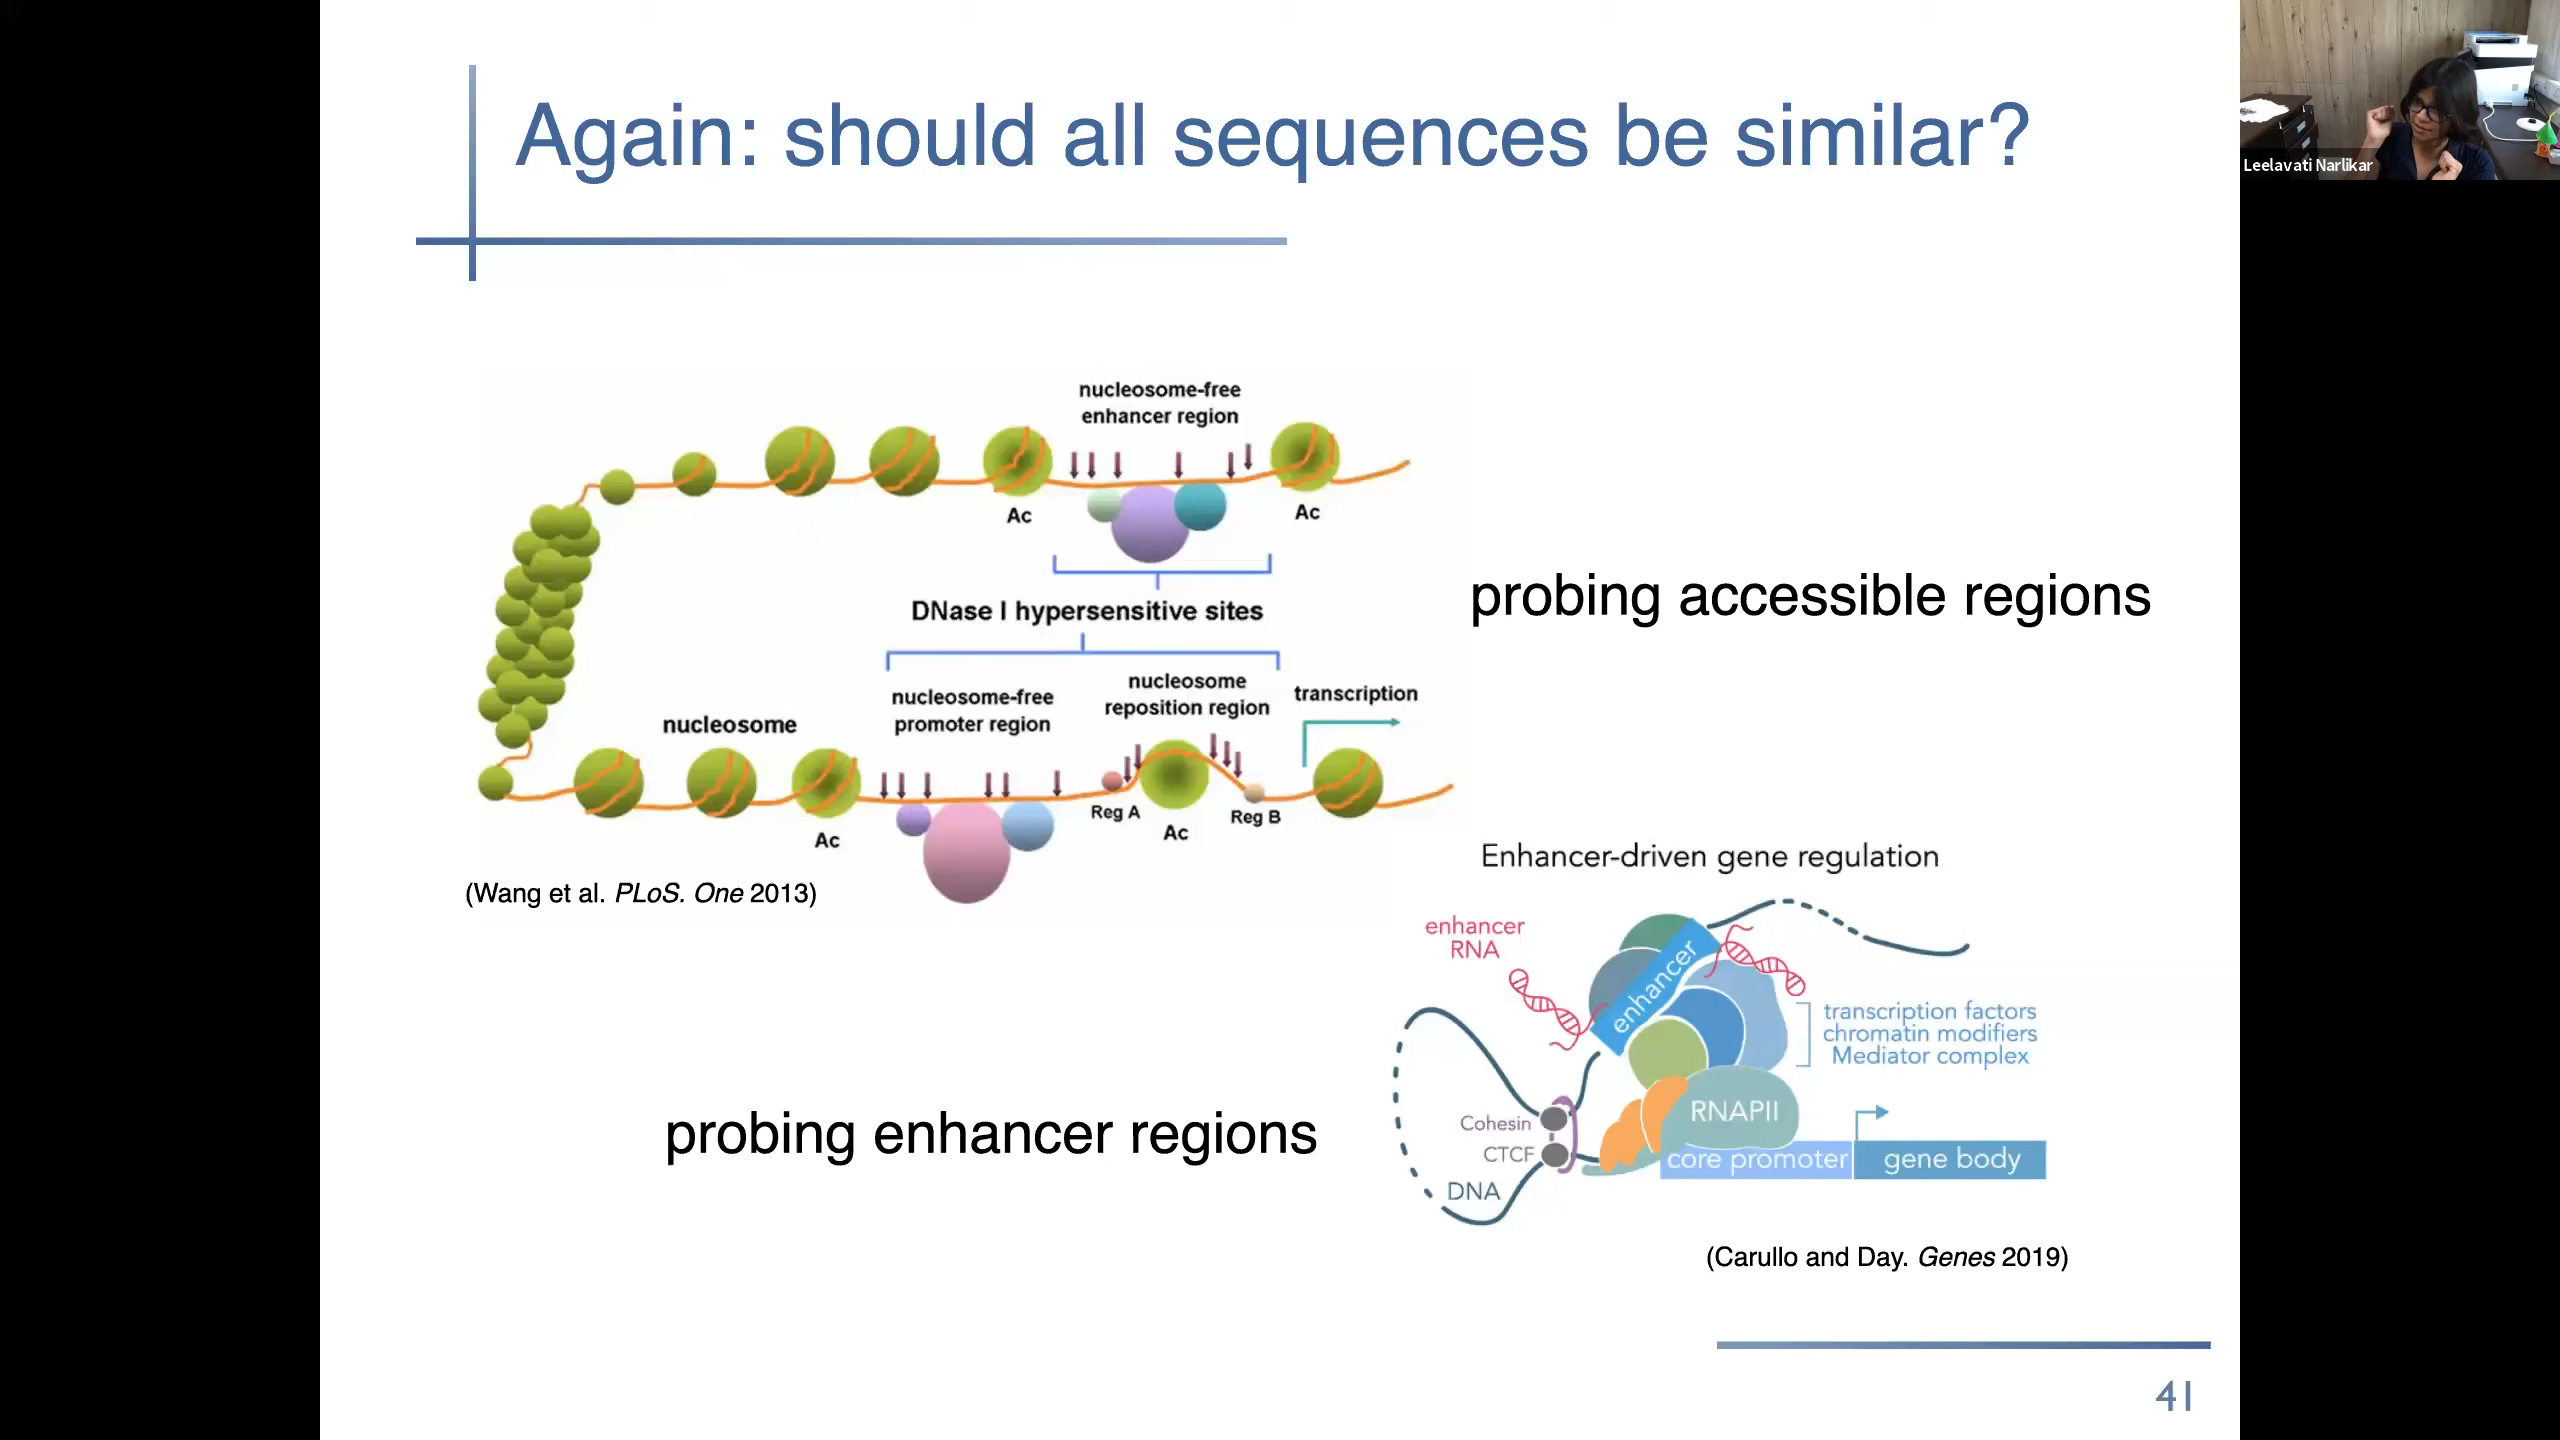 Again: should all sequences be similar?
Leelavati Narlikar
nucleosome-free
enhancer region
Ac
Ac
DNase I hypersensitive sites
probing accessible regions
nucleosome-free
promoter region
nucleosome
reposition region
transcription
nucleosome
Reg A
Reg B
Ac
Ac
(Wang et al. PLoS. One 2013)
Enhancer-driven gene regulation
enhancer
RNA
enhancer
transcription factors
chromatin modifiers
Mediator complex
probing enhancer regions
Cohesin
CTCF
DNA
RNAPII
core promoter
gene body
(Carullo and Day. Genes 2019)
41